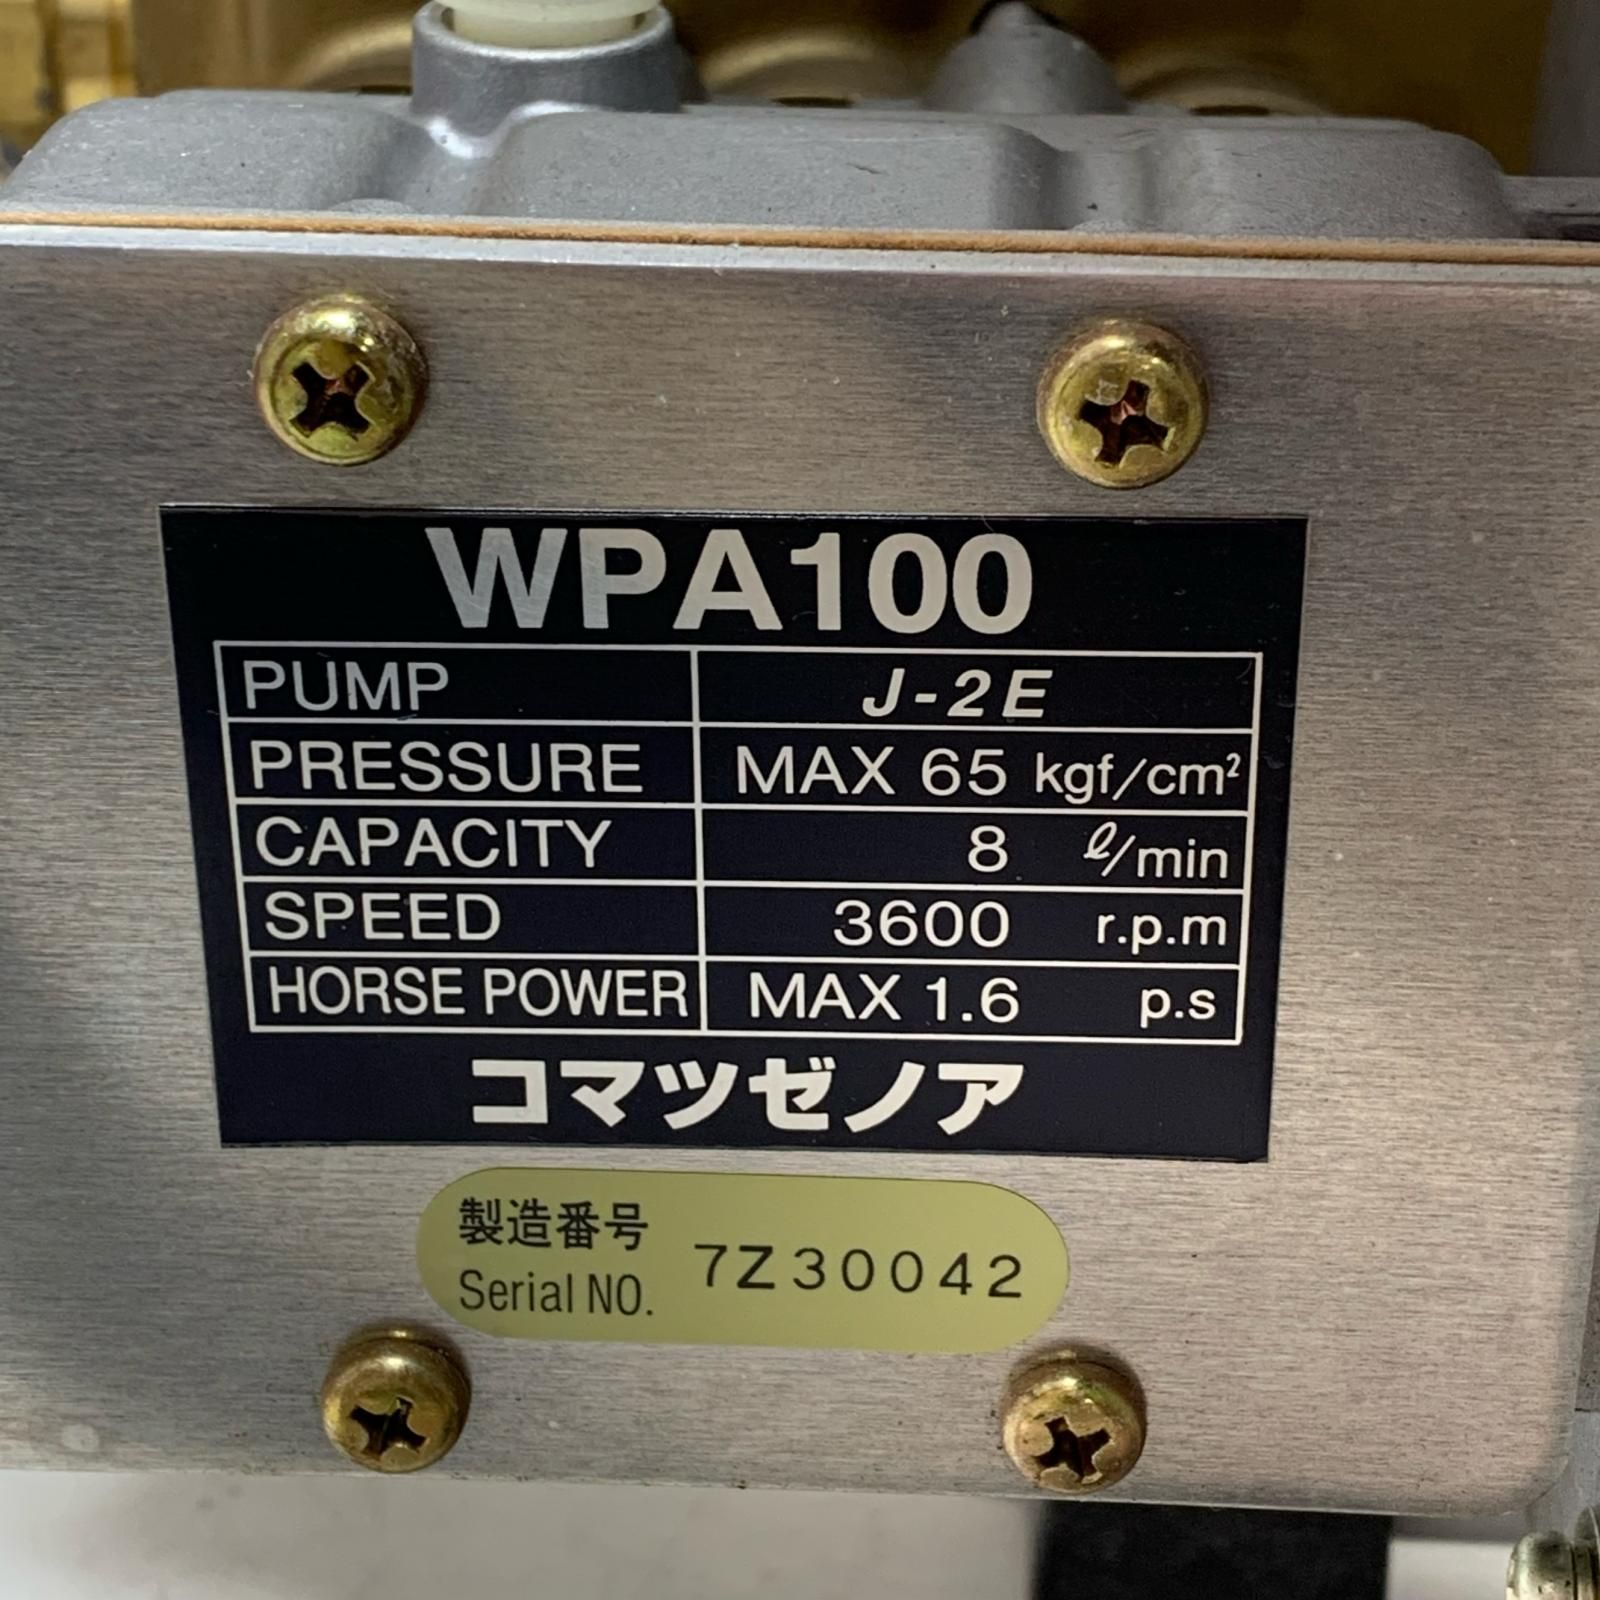 WPA100
PUMP J-2E
PRESSURE MAX 65 kgf/cm²
CAPACITY 8 ℓ/min
SPEED 3600 r.p.m
HORSE POWER MAX 1.6 p.s
コマツゼノア
製造番号
Serial NO. 7Z30042